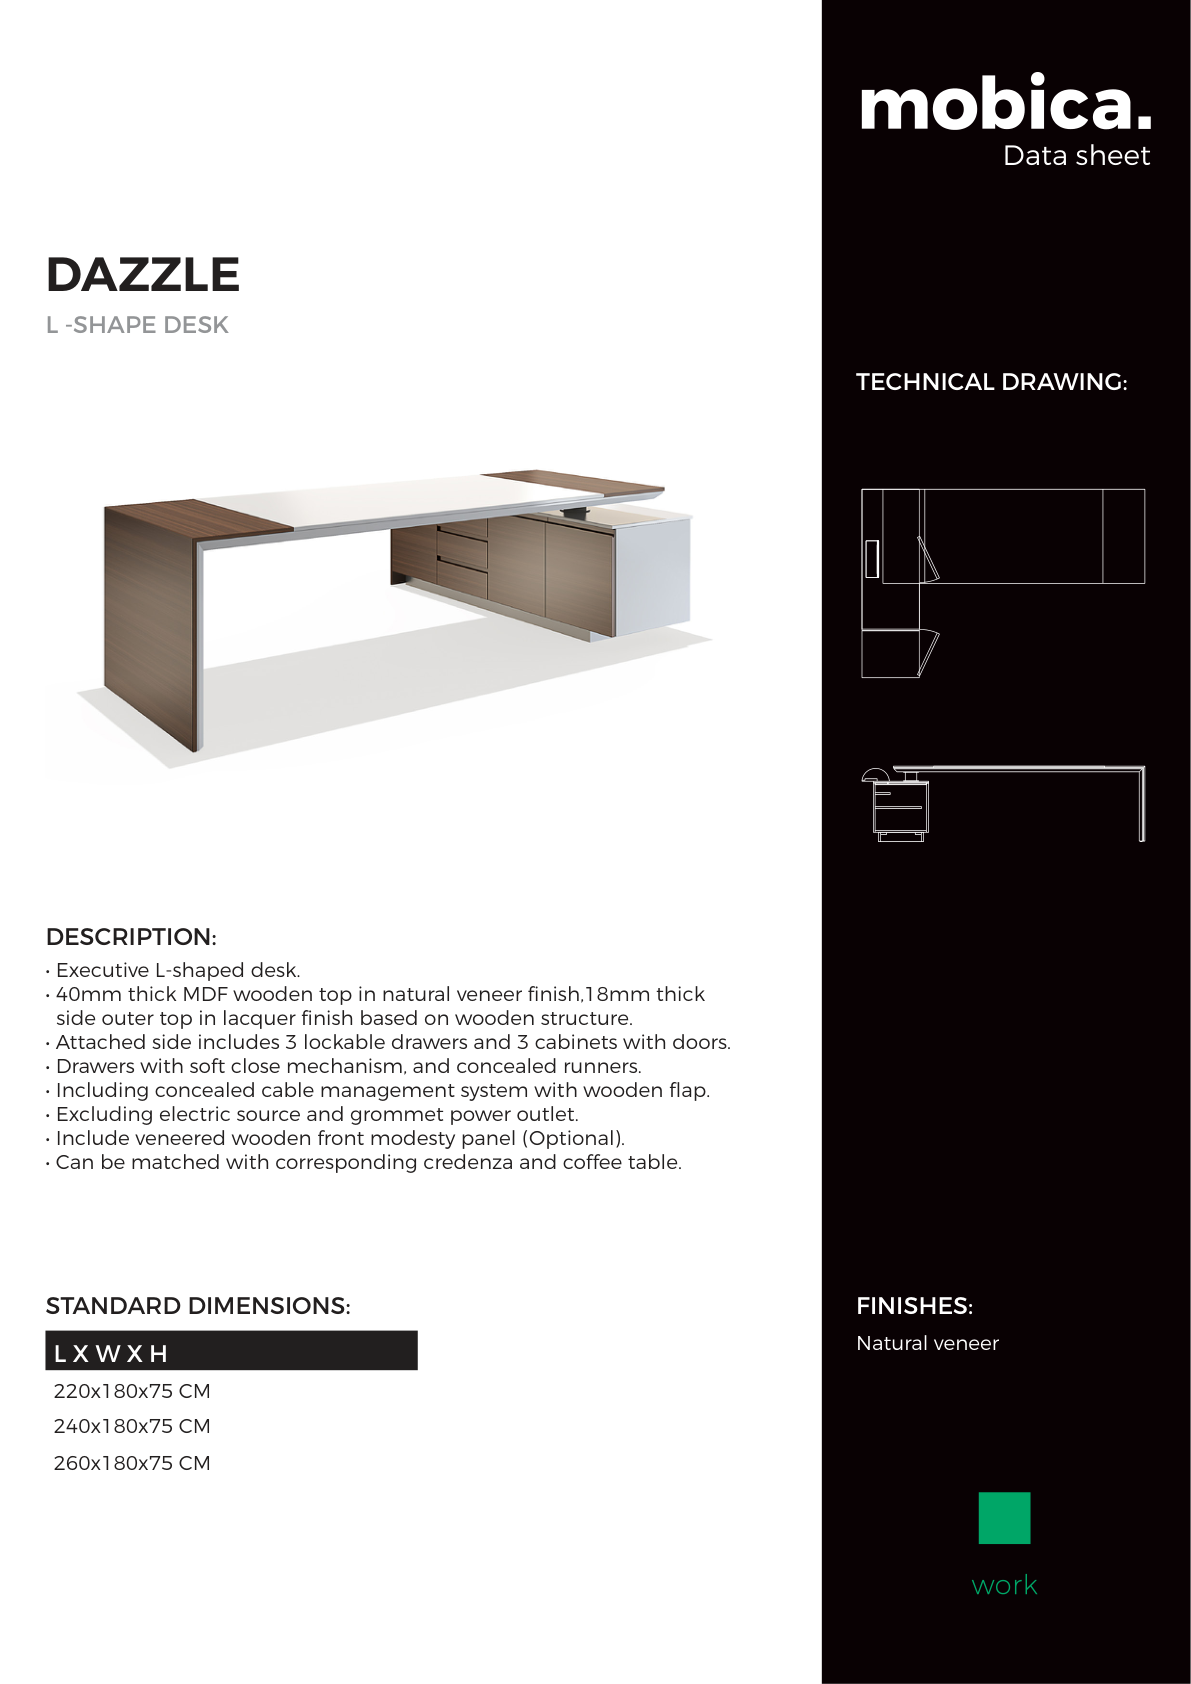 mobica.
Data sheet
DAZZLE
L -SHAPE DESK
TECHNICAL DRAWING:
DESCRIPTION:
• Executive L-shaped desk.
• 40mm thick MDF wooden top in natural veneer finish,18mm thick
side outer top in lacquer finish based on wooden structure.
• Attached side includes 3 lockable drawers and 3 cabinets with doors.
• Drawers with soft close mechanism, and concealed runners.
• Including concealed cable management system with wooden flap.
• Excluding electric source and grommet power outlet.
• Include veneered wooden front modesty panel (Optional).
• Can be matched with corresponding credenza and coffee table.
STANDARD DIMENSIONS:
L X W X H
220x180x75 CM
240x180x75 CM
260x180x75 CM
FINISHES:
Natural veneer
work